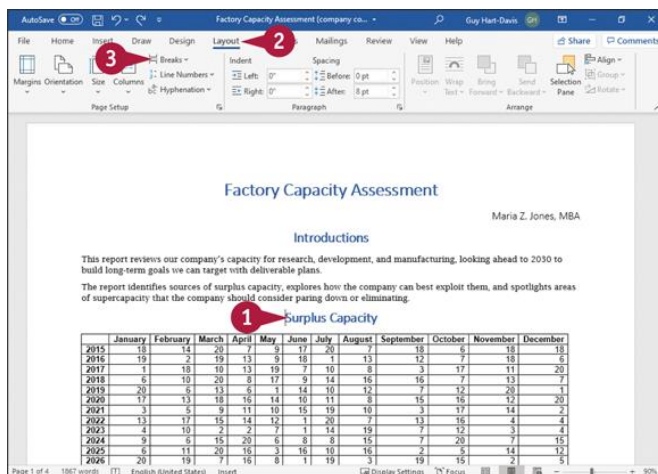 AutoSave Off Factory Capacity Assessment (company co... Guy Hart-Davis GH
File Home Insert Draw Design Layout Mailings Review View Help Share Comments
3 2
Margins Orientation Size Columns Breaks Line Numbers Hyphenation
Indent Left: 0" Right: 0"
Spacing Before: 0 pt After: 8 pt
Position Wrap Text Bring Forward Send Backward Selection Pane Align Group Rotate
Page Setup Paragraph Arrange
Factory Capacity Assessment
Maria Z. Jones, MBA
Introductions
This report reviews our company's capacity for research, development, and manufacturing, looking ahead to 2030 to
build long-term goals we can target with deliverable plans.
The report identifies sources of surplus capacity, explores how the company can best exploit them, and spotlights areas
of supercapacity that the company should consider paring down or eliminating.
1 Surplus Capacity
January February March April May June July August September October November December
2015 18 14 20 7 9 17 20 7 18 6 18 18
2016 19 2 19 13 9 18 1 13 12 7 18 6
2017 1 18 10 13 19 7 10 8 3 17 11 20
2018 6 10 20 8 17 9 14 16 16 7 13 7
2019 20 6 13 6 1 14 10 12 7 12 20 1
2020 17 13 18 16 14 10 11 8 15 16 12 20
2021 3 5 9 11 10 15 19 10 3 17 14 2
2022 13 17 15 14 12 1 20 7 13 16 4 4
2023 4 10 2 2 7 1 14 19 7 12 3 4
2024 9 6 15 20 6 8 8 15 7 20 7 15
2025 6 11 20 16 3 16 10 16 2 5 14 12
2026 20 19 7 16 8 1 19 3 19 15 2 5
Page 1 of 4 1867 words English (United States) Insert Display Settings Focus 90%